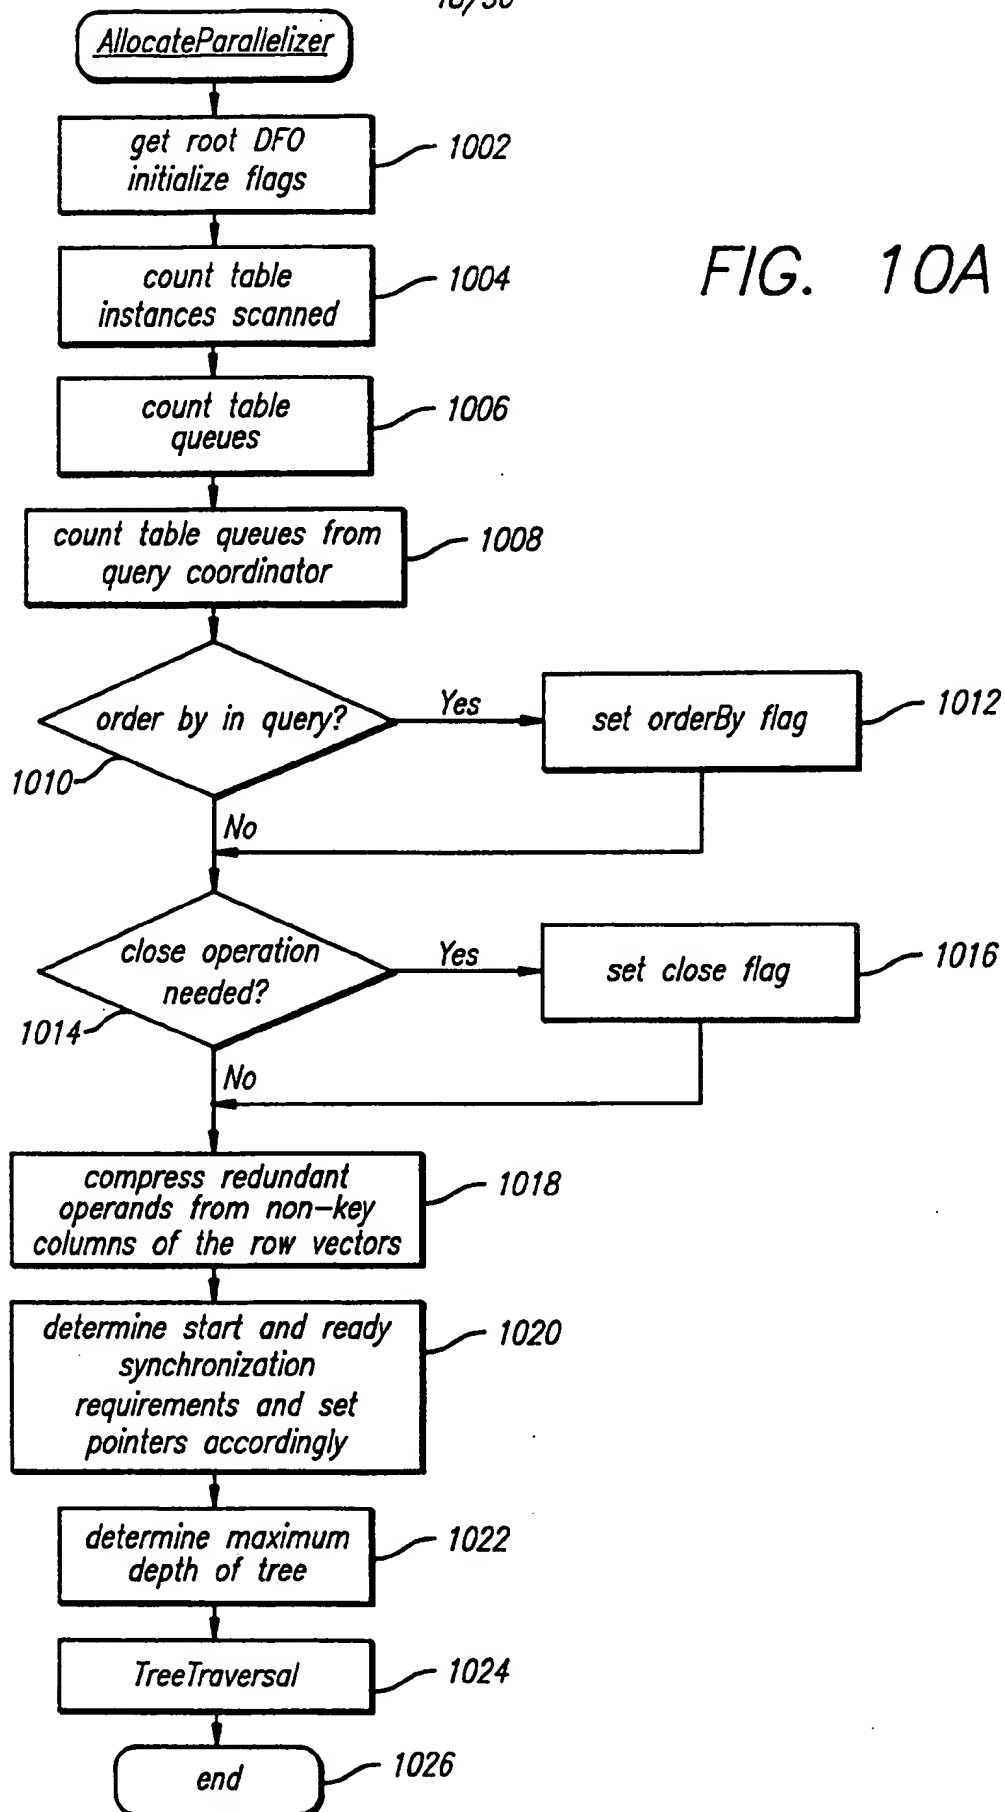 AllocateParallelizer
get root DFO
initialize flags
1002
FIG. 10A
count table
instances scanned
1004
count table
queues
1006
count table queues from
query coordinator
1008
order by in query?
Yes
set orderBy flag
1012
1010
No
close operation
needed?
Yes
set close flag
1016
1014
No
compress redundant
operands from non-key
columns of the row vectors
1018
determine start and ready
synchronization
requirements and set
pointers accordingly
1020
determine maximum
depth of tree
1022
TreeTraversal
1024
end
1026